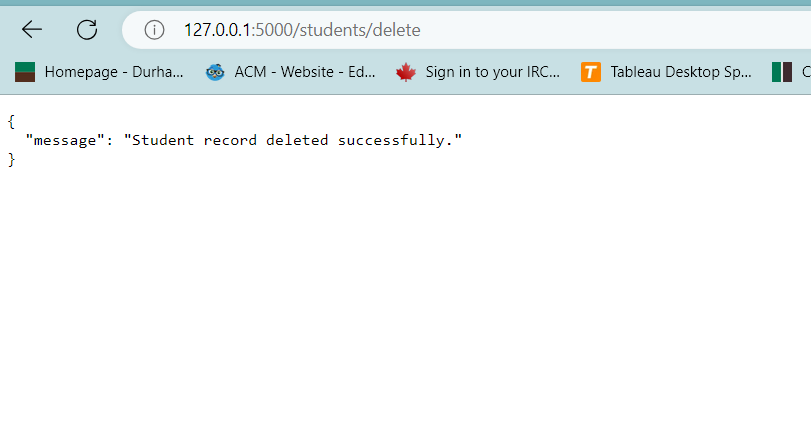 127.0.0.1:5000/students/delete
Homepage - Durha... ACM - Website - Ed... Sign in to your IRC... T Tableau Desktop Sp... C
{
"message": "Student record deleted successfully."
}